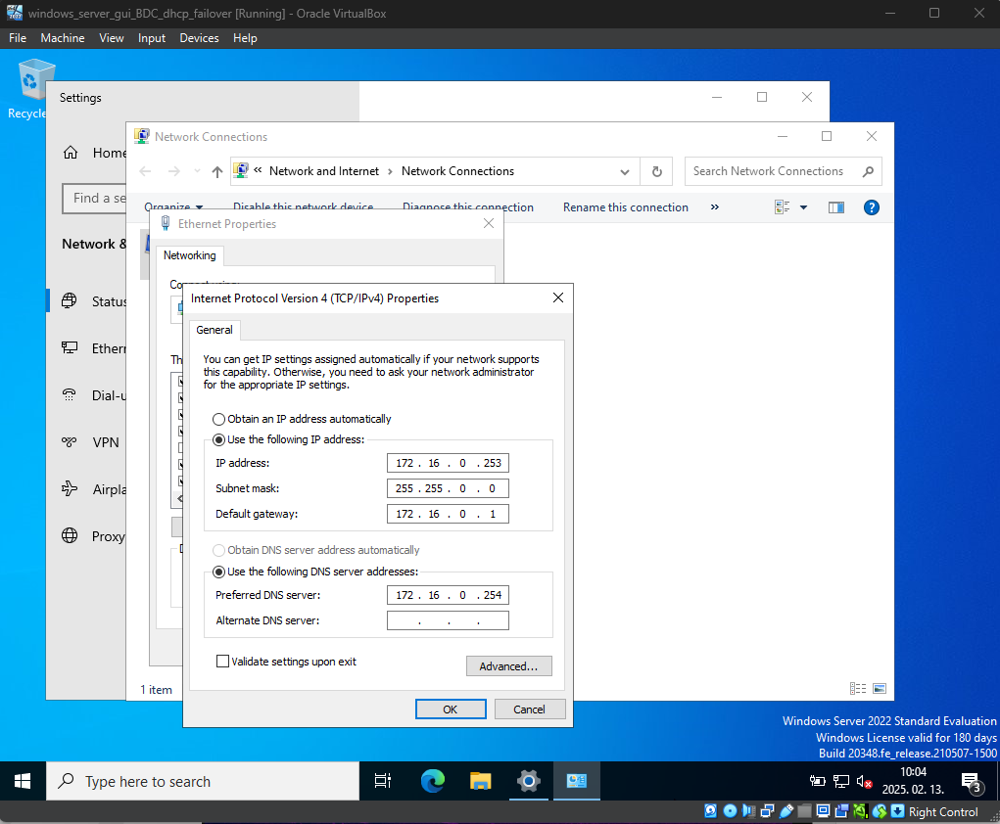 windows_server_gui_BDC_dhcp_failover [Running] - Oracle VirtualBox
File Machine View Input Devices Help
Recycle
Settings
Home
Find a se
Network &
Status
Ethern
Dial-u
VPN
Airpla
Proxy
Network Connections
« Network and Internet › Network Connections
Search Network Connections
Organize Disable this network device Diagnose this connection Rename this connection »
Ethernet Properties
Networking
Connect using:
Th
Internet Protocol Version 4 (TCP/IPv4) Properties
General
You can get IP settings assigned automatically if your network supports
this capability. Otherwise, you need to ask your network administrator
for the appropriate IP settings.
Obtain an IP address automatically
Use the following IP address:
IP address: 172 . 16 . 0 . 253
Subnet mask: 255 . 255 . 0 . 0
Default gateway: 172 . 16 . 0 . 1
Obtain DNS server address automatically
Use the following DNS server addresses:
Preferred DNS server: 172 . 16 . 0 . 254
Alternate DNS server: . . .
Validate settings upon exit
Advanced...
OK Cancel
1 item
Windows Server 2022 Standard Evaluation
Windows License valid for 180 days
Build 20348.fe_release.210507-1500
Type here to search
10:04
2025. 02. 13.
3
Right Control